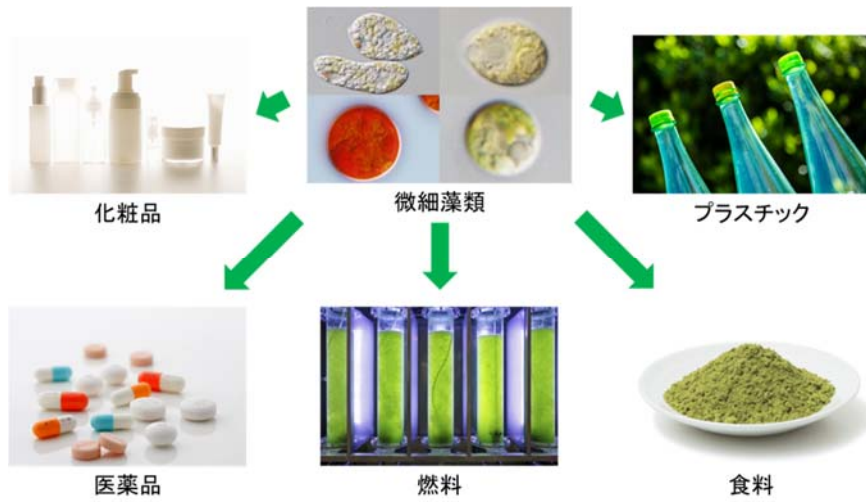 化粧品
微細藻類
プラスチック
医薬品
燃料
食料